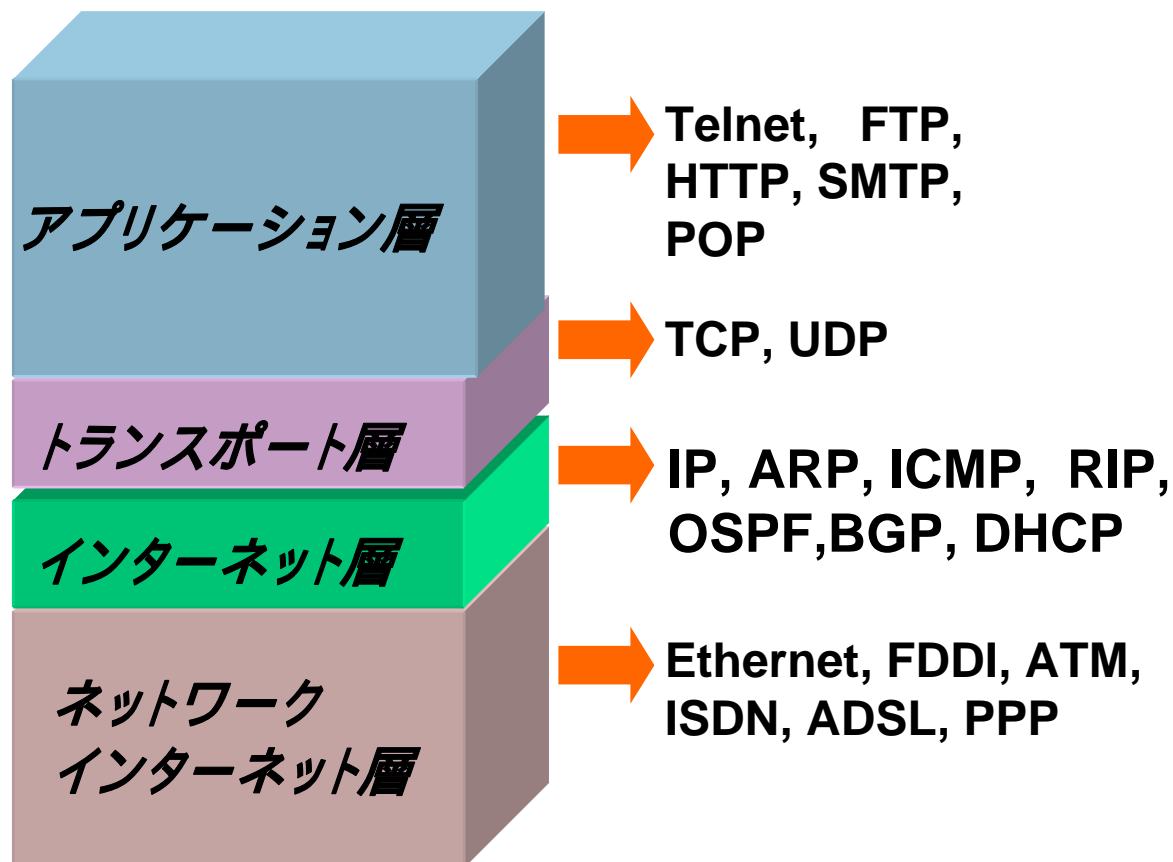 アプリケーション層
Telnet, FTP,
HTTP, SMTP,
POP
トランスポート層
TCP, UDP
インターネット層
IP, ARP, ICMP, RIP,
OSPF,BGP, DHCP
ネットワーク
インターネット層
Ethernet, FDDI, ATM,
ISDN, ADSL, PPP